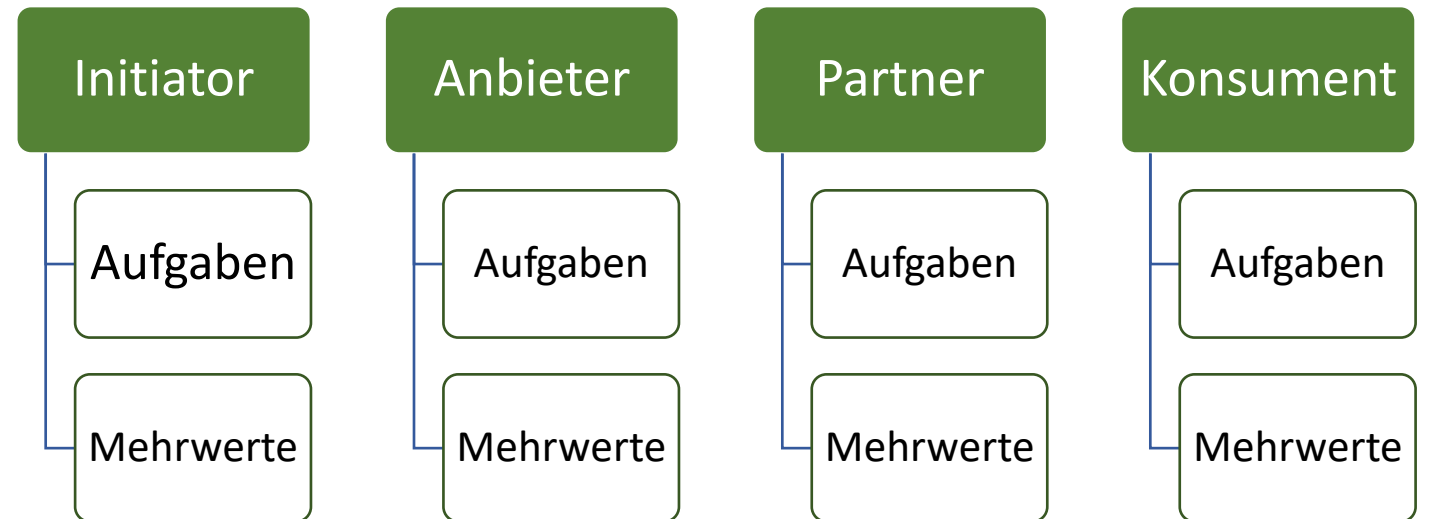 Initiator
Aufgaben
Mehrwerte
Anbieter
Aufgaben
Mehrwerte
Partner
Aufgaben
Mehrwerte
Konsument
Aufgaben
Mehrwerte